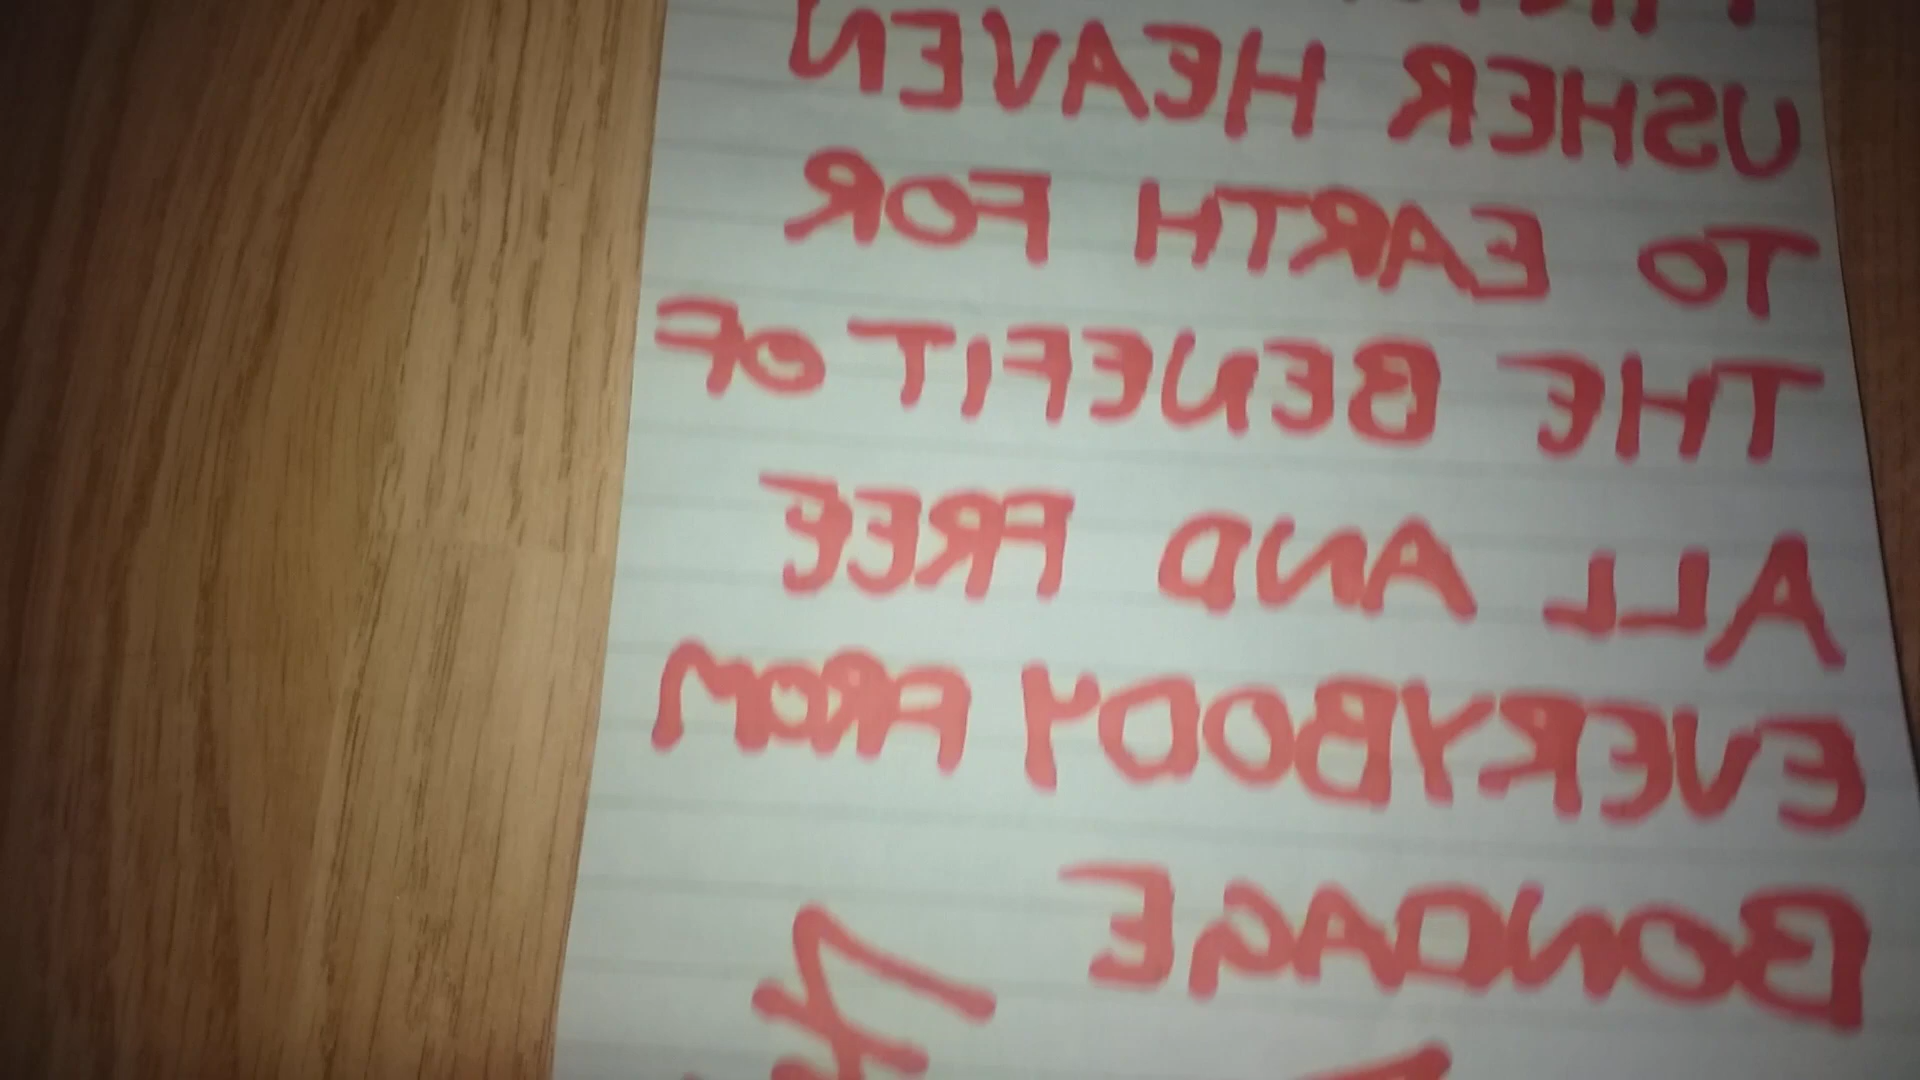 USHER HEAVEN
TO EARTH FOR
THE BENEFIT OF
ALL AND FREE
EVERYBODY FROM
BONDAGE